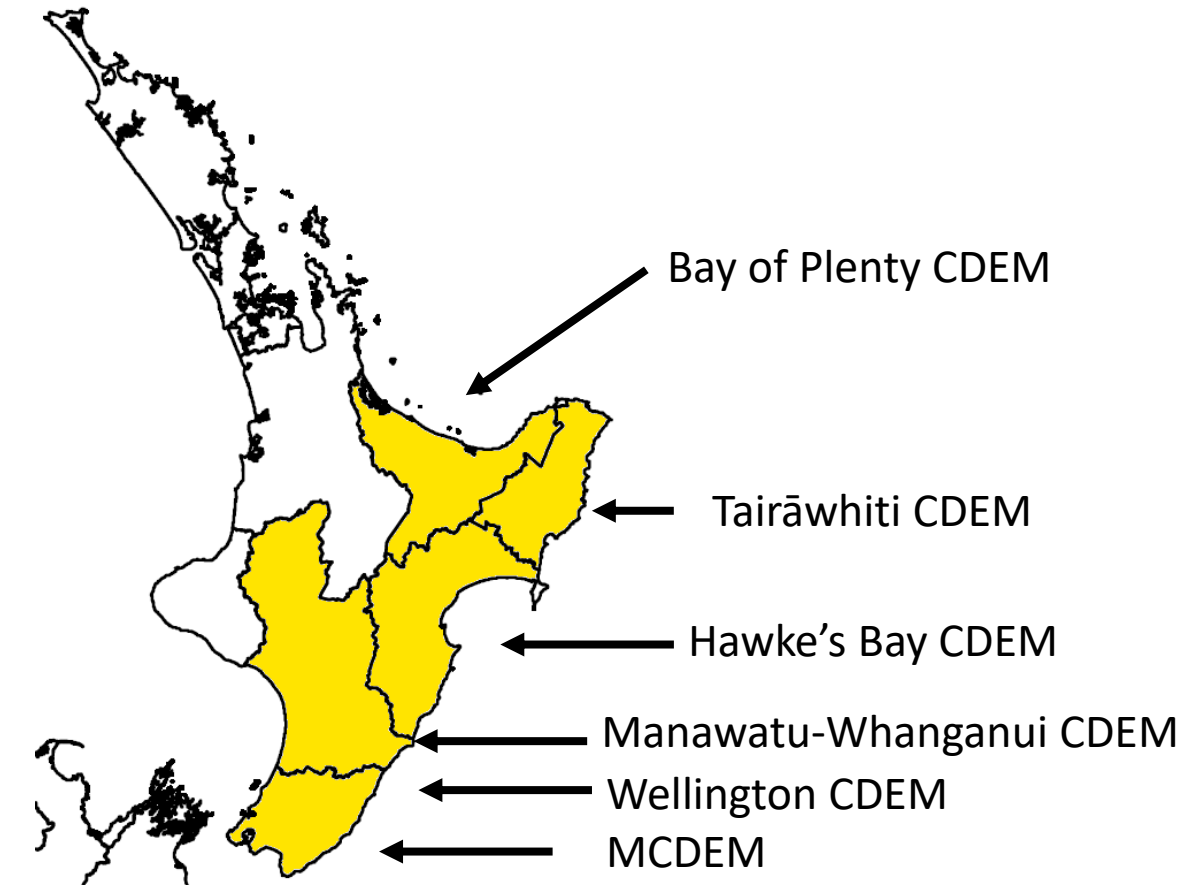 Bay of Plenty CDEM
Tairāwhiti CDEM
Hawke’s Bay CDEM
Manawatu-Whanganui CDEM
Wellington CDEM
MCDEM